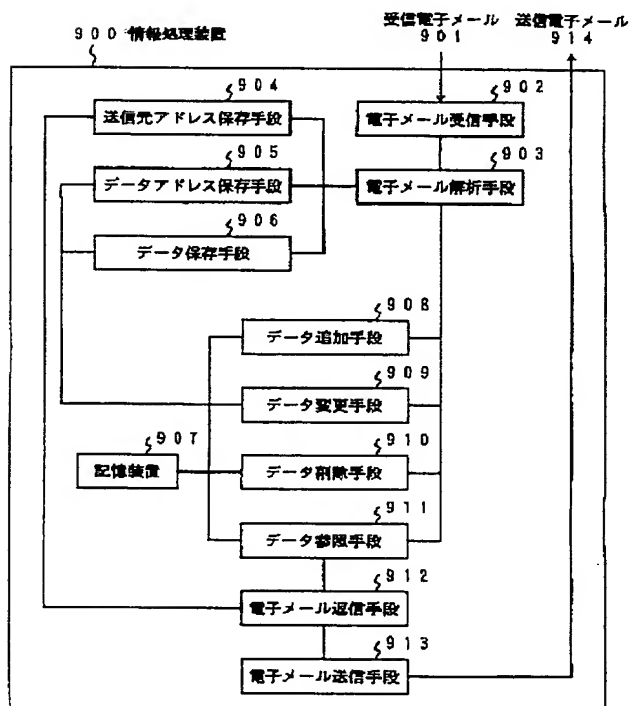 900 情報処理装置
受信電子メール
901
送信電子メール
914
904
送信元アドレス保存手段
902
電子メール受信手段
905
データアドレス保存手段
903
電子メール解析手段
906
データ保存手段
908
データ追加手段
909
データ変更手段
907
記憶装置
910
データ削除手段
911
データ参照手段
912
電子メール返信手段
913
電子メール送信手段